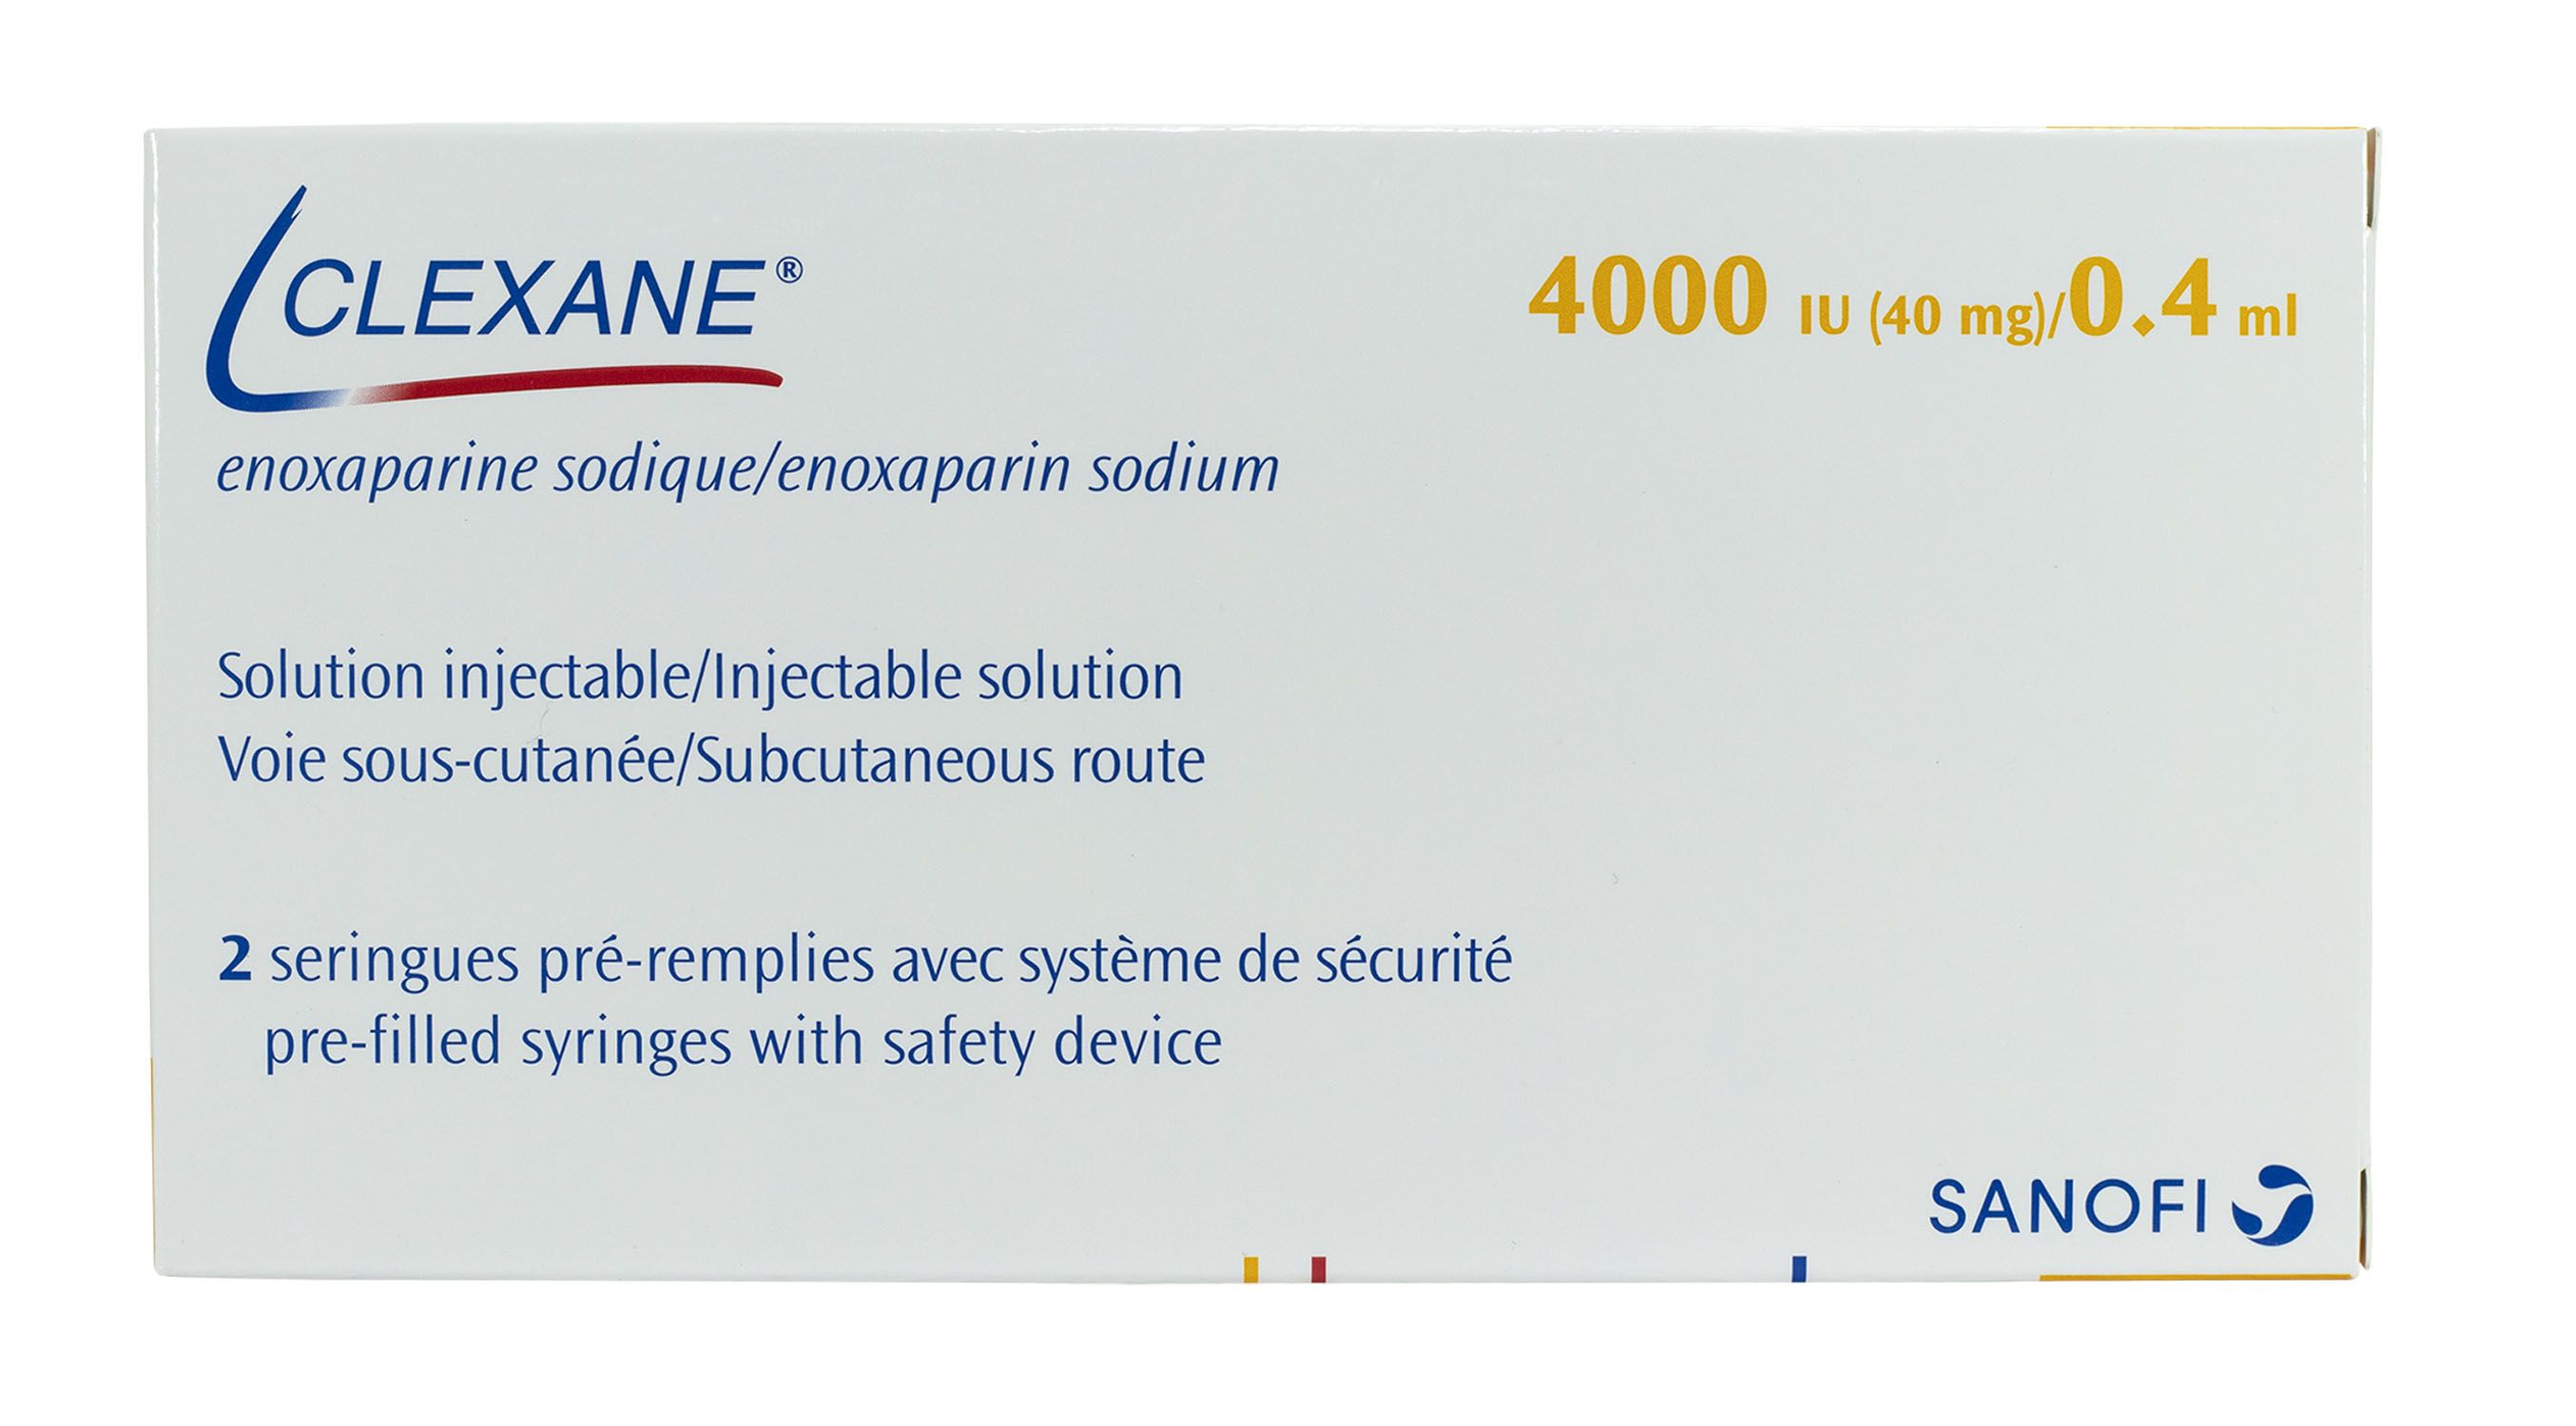 CLEXANE®
4000 IU (40 mg)/0.4 ml
enoxaparine sodique/enoxaparin sodium
Solution injectable/Injectable solution
Voie sous-cutanée/Subcutaneous route
2 seringues pré-remplies avec système de sécurité
pre-filled syringes with safety device
SANOFI